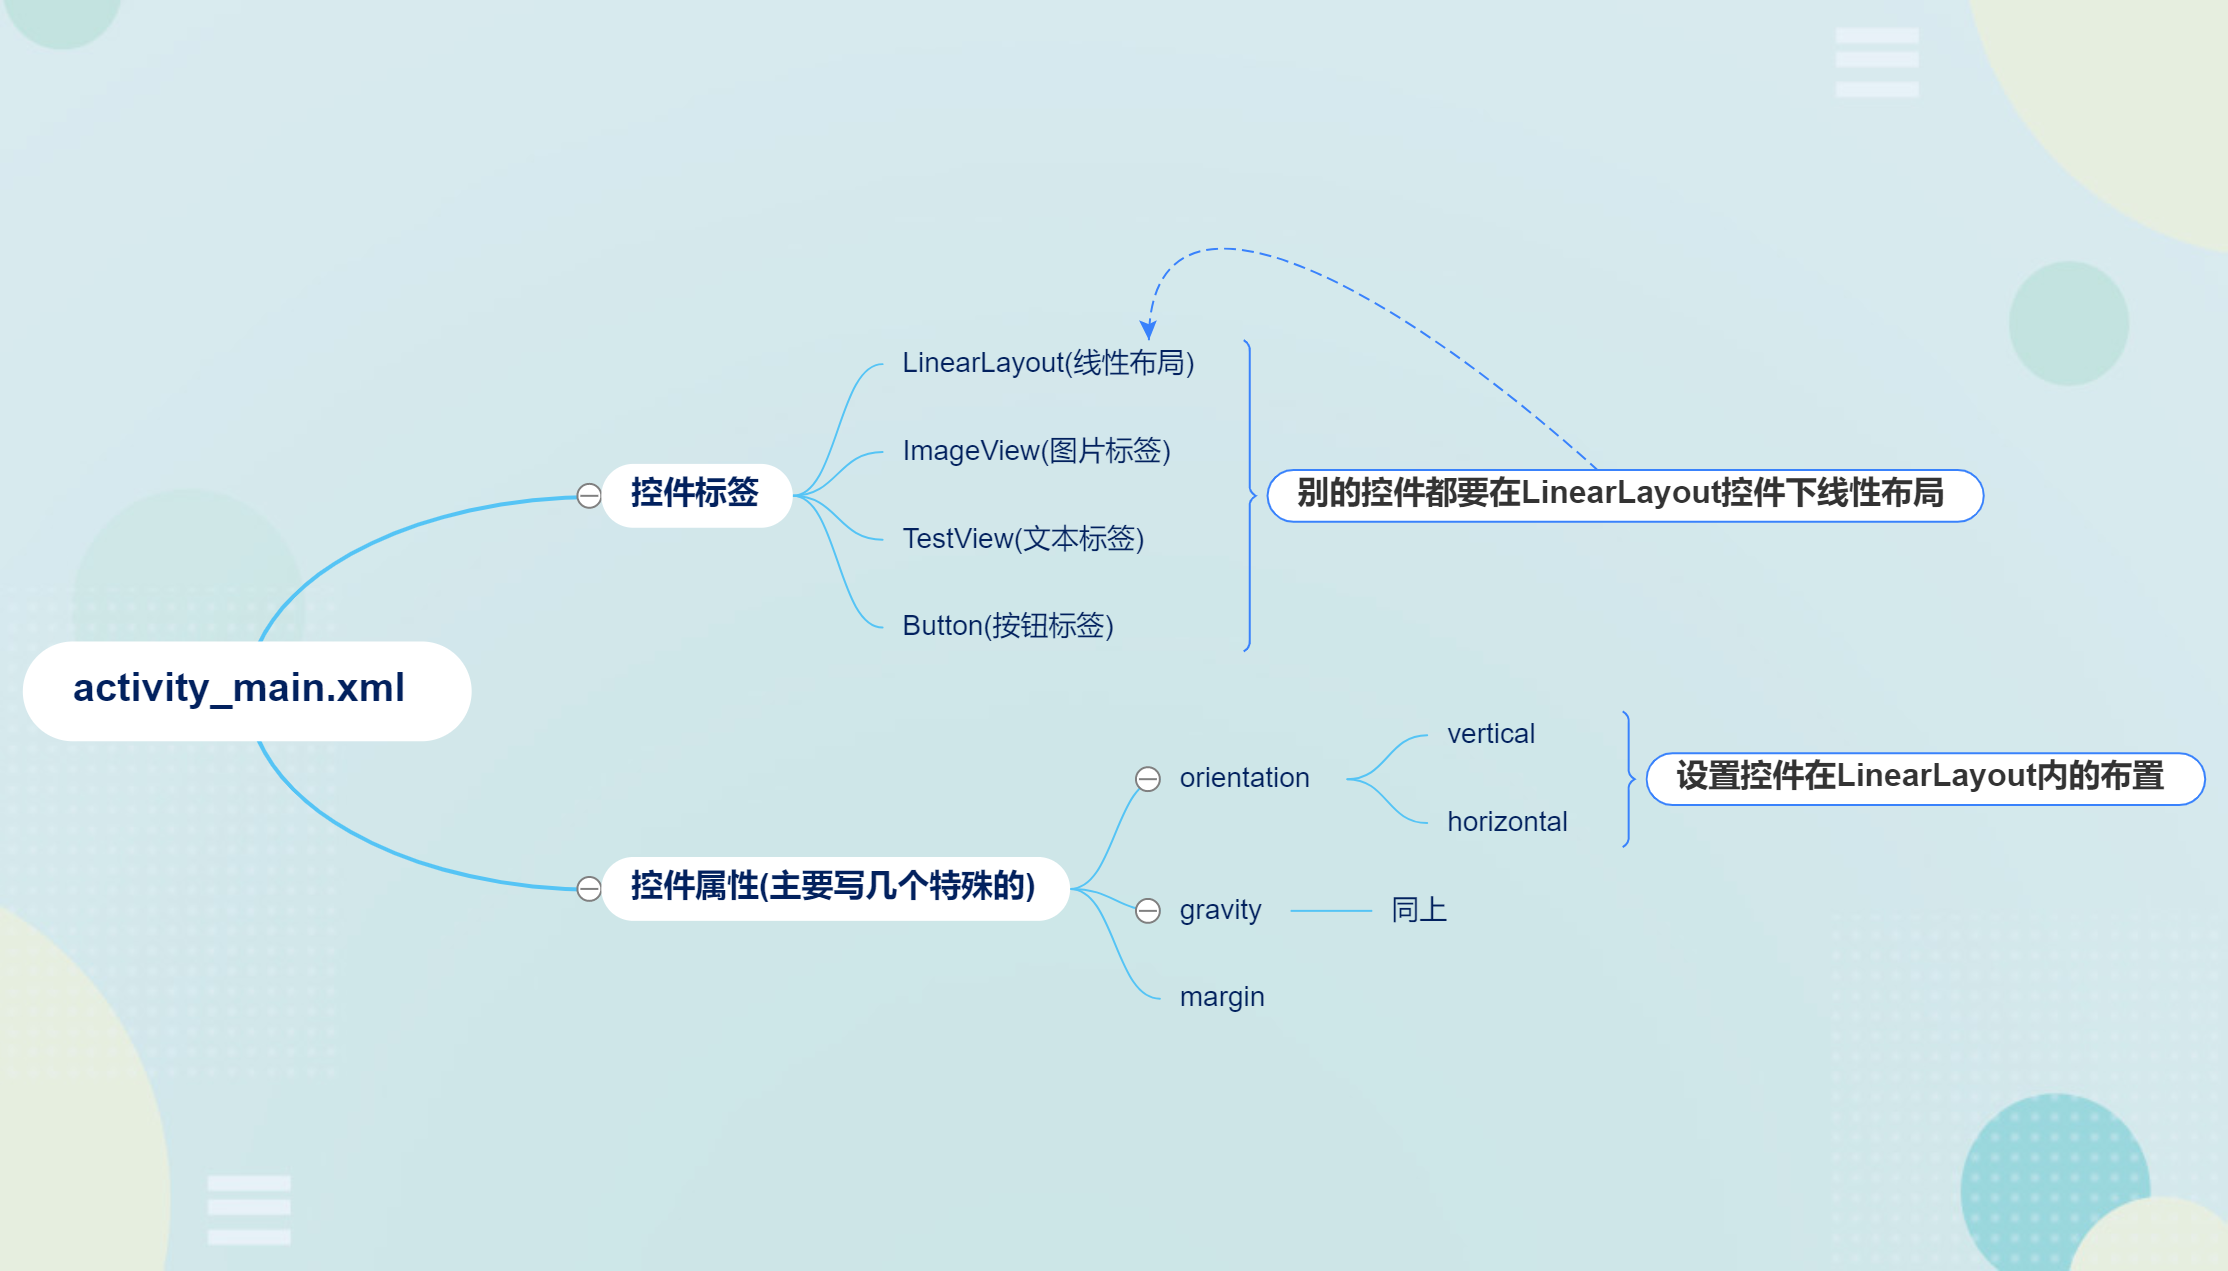 activity_main.xml
控件标签
LinearLayout(线性布局)
ImageView(图片标签)
TestView(文本标签)
Button(按钮标签)
别的控件都要在LinearLayout控件下线性布局
控件属性(主要写几个特殊的)
orientation
vertical
horizontal
设置控件在LinearLayout内的布置
gravity
同上
margin